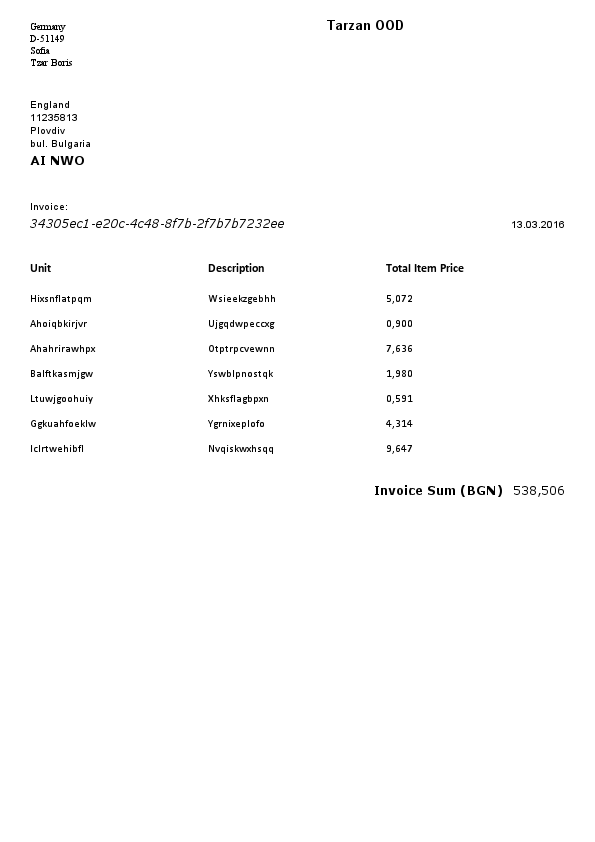 Germany
D-51149
Sofia
Tzar Boris
Tarzan OOD
England
11235813
Plovdiv
bul. Bulgaria
AI NWO
Invoice:
34305ec1-e20c-4c48-8f7b-2f7b7b7232ee 13.03.2016
Unit Description Total Item Price
Hixsnflatpqm Wsieekzgebhh 5,072
Ahoiqbkirjvr Ujgqdwpeccxg 0,900
Ahahrirawhpx Otptrpcvewnn 7,636
Balftkasmjgw Yswblpnostqk 1,980
Ltuwjgoohuiy Xhksflagbpxn 0,591
Ggkuahfoeklw Ygrnixeplofo 4,314
Iclrtwehibfl Nvqiskwxhsqq 9,647
Invoice Sum (BGN) 538,506